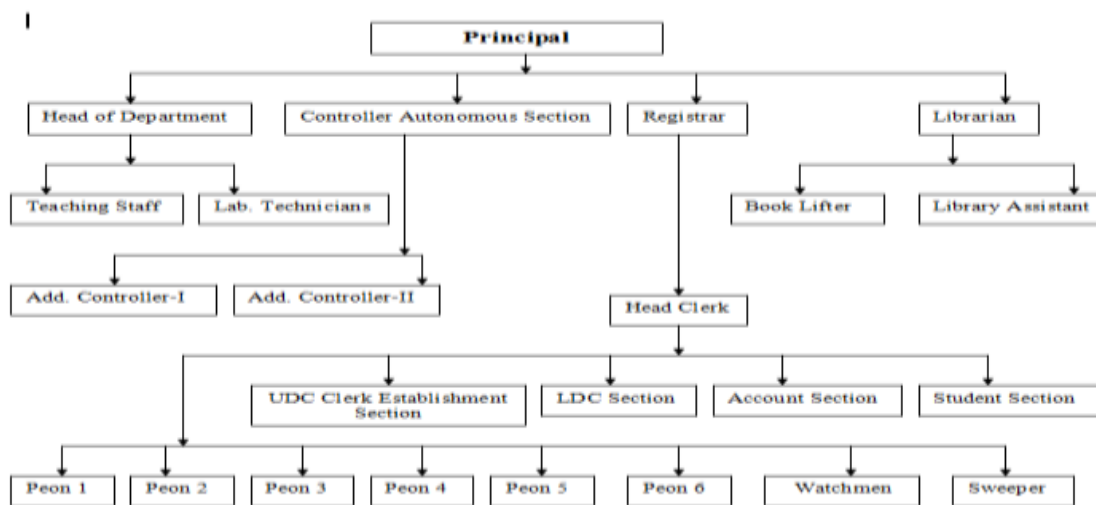 Principal
Head of Department
Controller Autonomous Section
Registrar
Librarian
Teaching Staff
Lab. Technicians
Book Lifter
Library Assistant
Add. Controller-I
Add. Controller-II
Head Clerk
UDC Clerk Establishment
Section
LDC Section
Account Section
Student Section
Peon 1
Peon 2
Peon 3
Peon 4
Peon 5
Peon 6
Watchmen
Sweeper